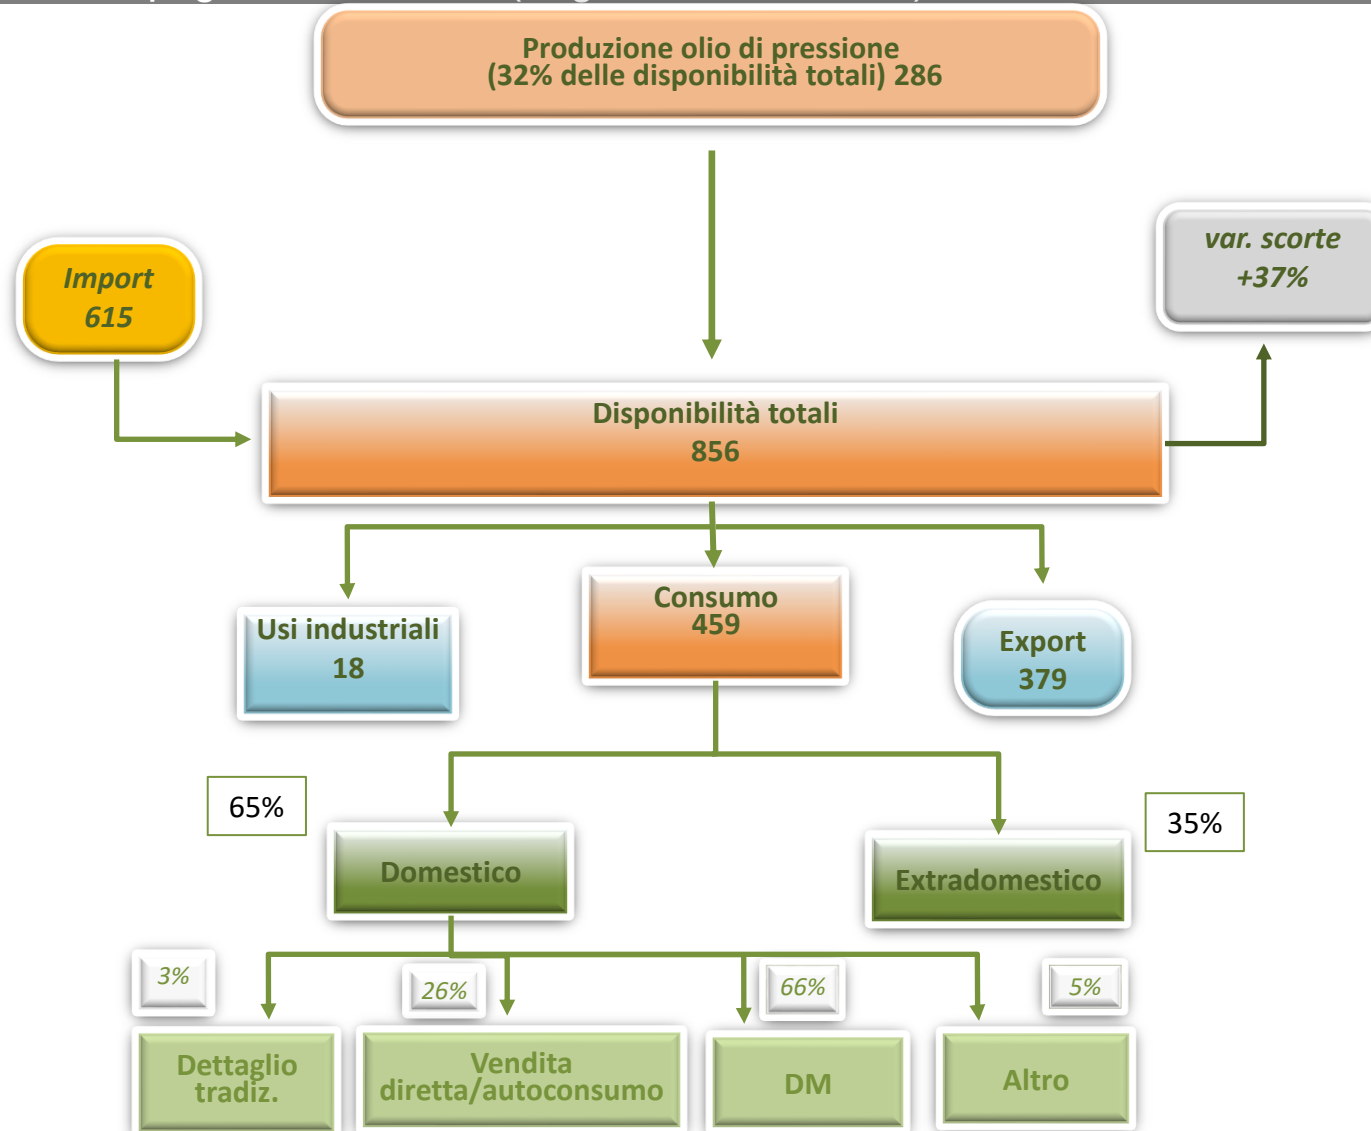 Produzione olio di pressione
(32% delle disponibilità totali) 286
var. scorte
+37%
Import
615
Disponibilità totali
856
Usi industriali
18
Consumo
459
Export
379
65%
35%
Domestico
Extradomestico
3%
26%
66%
5%
Dettaglio
tradiz.
Vendita
diretta/autoconsumo
DM
Altro